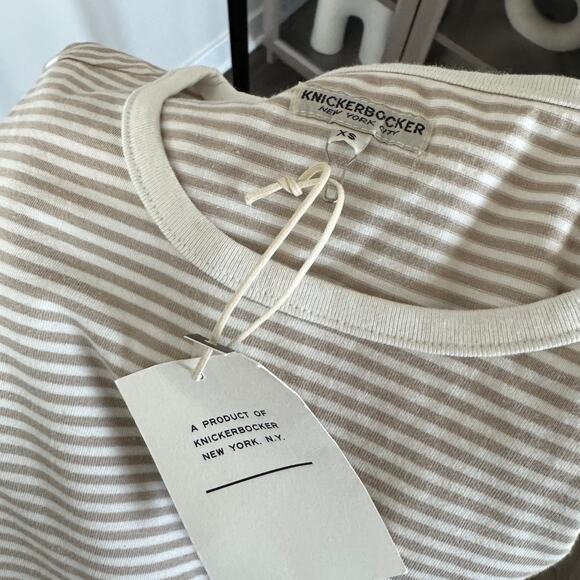 KNICKERBOCKER
NEW YORK CITY
XS
A PRODUCT OF
KNICKERBOCKER
NEW YORK, N.Y.